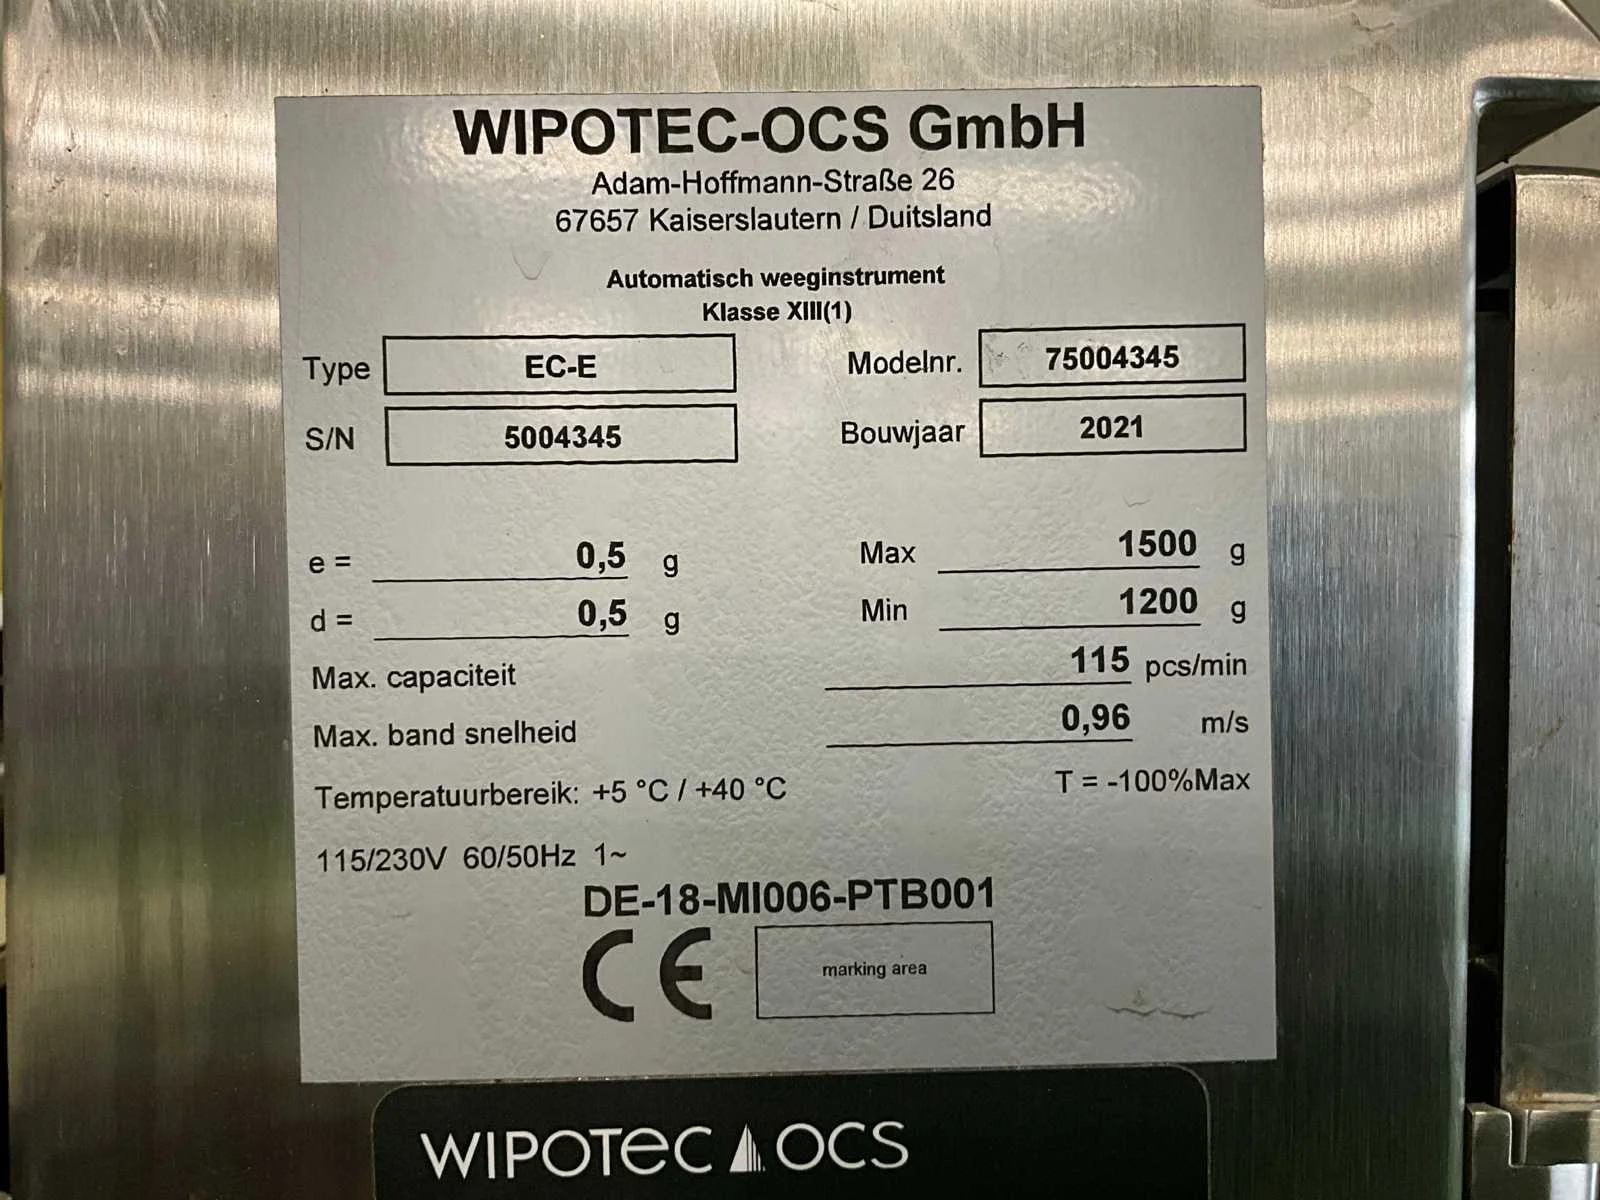 WIPOTEC-OCS GmbH
Adam-Hoffmann-Straße 26
67657 Kaiserslautern / Duitsland
Automatisch weeginstrument
Klasse XIII(1)
Type EC-E Modelnr. 75004345
S/N 5004345 Bouwjaar 2021
e = 0,5 g Max 1500 g
d = 0,5 g Min 1200 g
Max. capaciteit 115 pcs/min
Max. band snelheid 0,96 m/s
Temperatuurbereik: +5 °C / +40 °C T = -100%Max
115/230V 60/50Hz 1~
DE-18-MI006-PTB001
CE marking area
WIPOTEC OCS